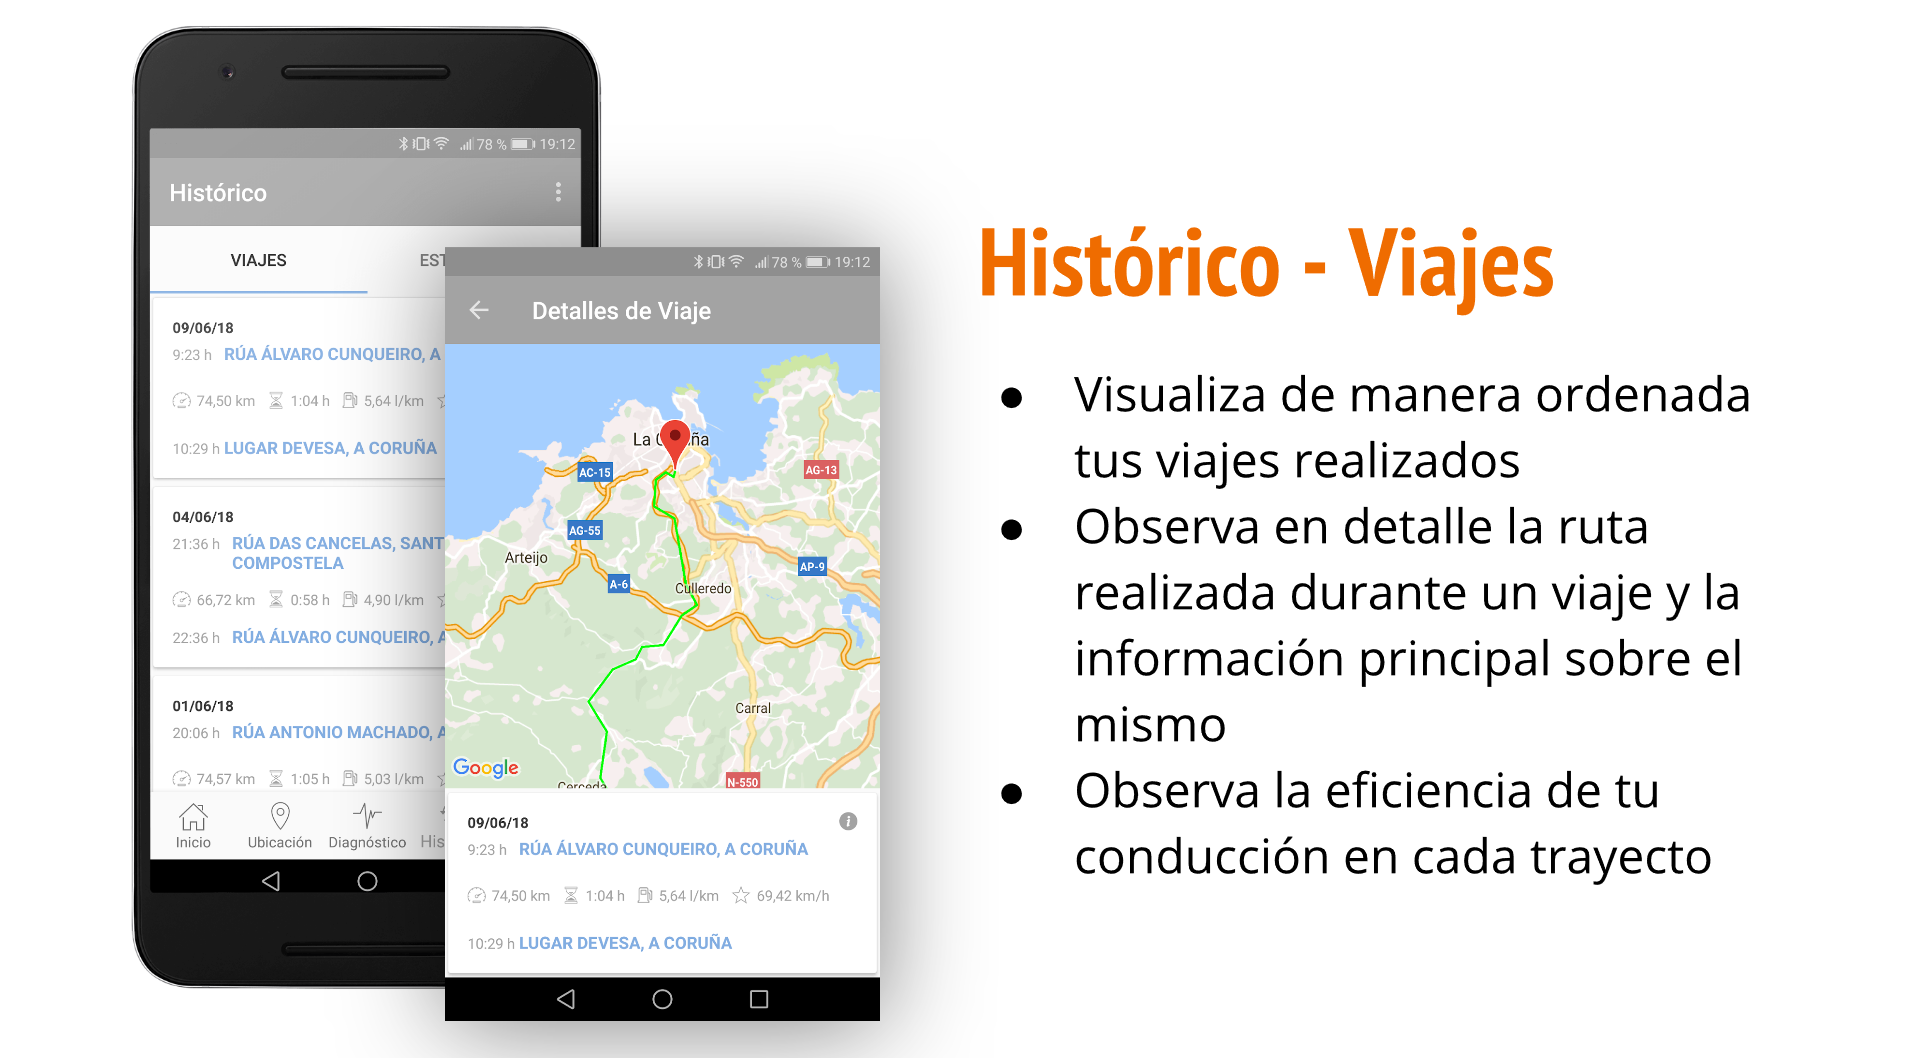 78 % 19:12
Histórico
VIAJES EST
09/06/18
9:23 h RÚA ÁLVARO CUNQUEIRO, A
74,50 km 1:04 h 5,64 l/km
10:29 h LUGAR DEVESA, A CORUÑA
04/06/18
21:36 h RÚA DAS CANCELAS, SANT
COMPOSTELA
66,72 km 0:58 h 4,90 l/km
22:36 h RÚA ÁLVARO CUNQUEIRO, A
01/06/18
20:06 h RÚA ANTONIO MACHADO, A
74,57 km 1:05 h 5,03 l/km
Inicio Ubicación Diagnóstico His
78 % 19:12
Detalles de Viaje
La C ña
AC-15
AG-13
AG-55
Arteijo
AP-9
A-6
Culleredo
Carral
Google
N-550
Cerceda
09/06/18
9:23 h RÚA ÁLVARO CUNQUEIRO, A CORUÑA
74,50 km 1:04 h 5,64 l/km 69,42 km/h
10:29 h LUGAR DEVESA, A CORUÑA
Histórico - Viajes
● Visualiza de manera ordenada
tus viajes realizados
● Observa en detalle la ruta
realizada durante un viaje y la
información principal sobre el
mismo
● Observa la eficiencia de tu
conducción en cada trayecto